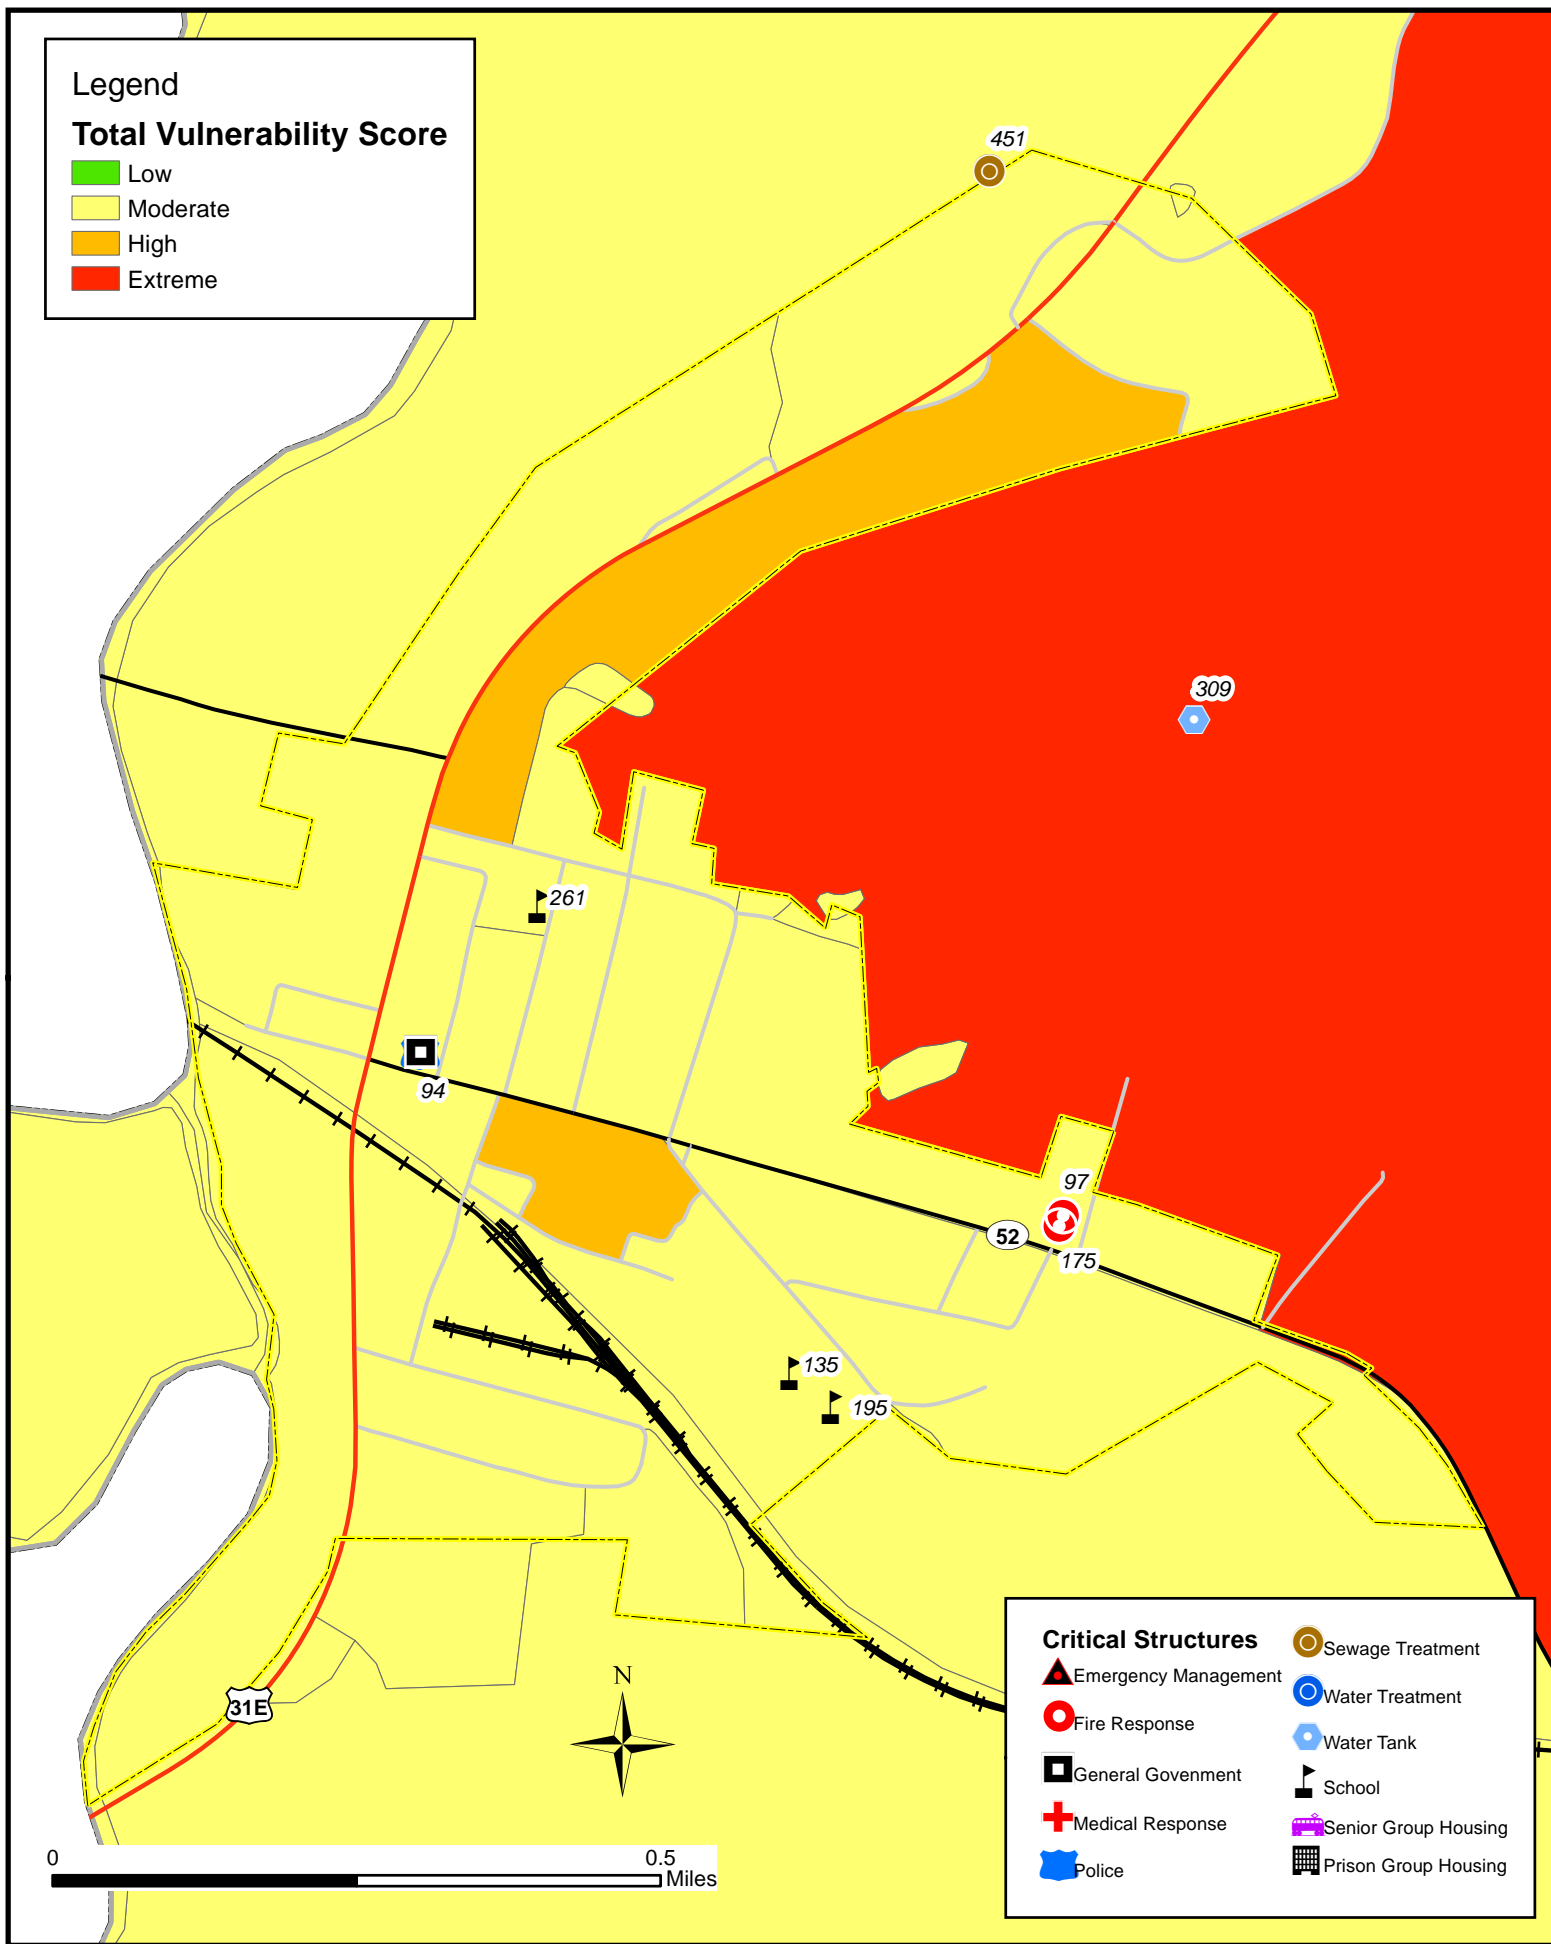 Legend
Total Vulnerability Score
Low
Moderate
High
Extreme
451
309
261
94
97
52
175
135
195
31E
N
0 0.5
Miles
Critical Structures
Emergency Management
Fire Response
General Govenment
Medical Response
Police
Sewage Treatment
Water Treatment
Water Tank
School
Senior Group Housing
Prison Group Housing